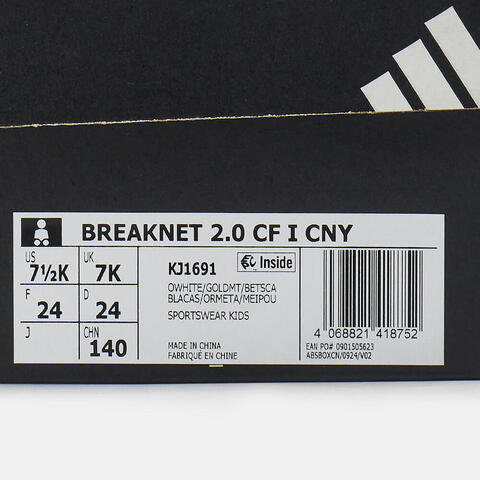 BREAKNET 2.0 CF I CNY
US
7½K
UK
7K
F
24
D
24
J
CHN
140
KJ1691
Inside
OWHITE/GOLDMT/BETSCA
BLACAS/ORMETA/MEIPOU
SPORTSWEAR KIDS
MADE IN CHINA
FABRIQUÉ EN CHINE
4 068821 418752
EAN PO# 0901505623
ABSBOXCN/0924/V02